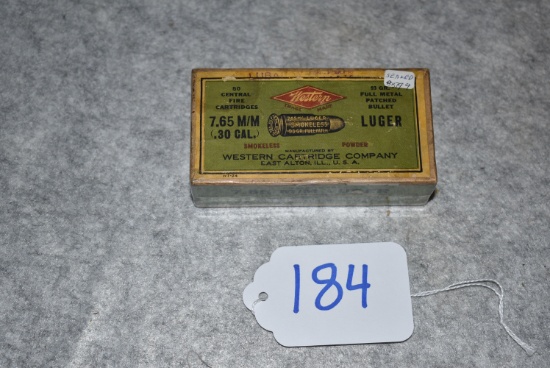 50
CENTRAL
FIRE
CARTRIDGES
Western
FULL METAL
PATCHED
BULLET
7.65 M/M
(.30 CAL.)
SMOKELESS
LUGER
SMOKELESS
POWDER
MANUFACTURED BY
WESTERN CARTRIDGE COMPANY
EAST ALTON, ILL., U. S. A.
184